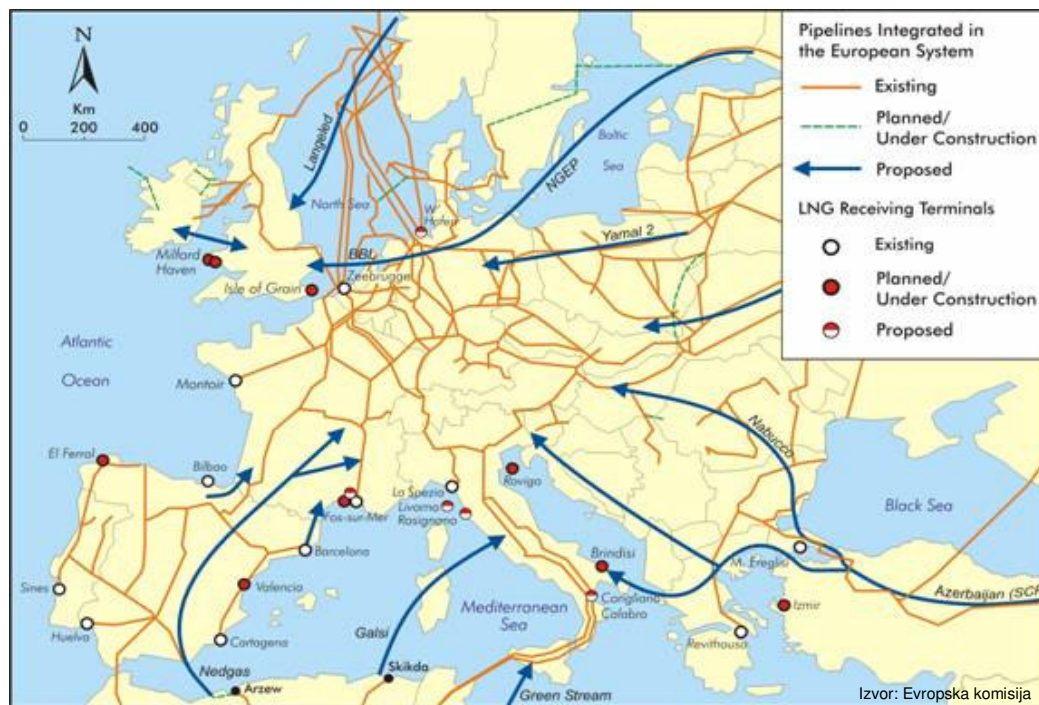 N
Km
0 200 400
Pipelines Integrated in
the European System
Existing
Planned/
Under Construction
Proposed
LNG Receiving Terminals
Existing
Planned/
Under Construction
Proposed
Langeled
Baltic
Sea
North Sea
NGEP
W'
Hafen
Yamal 2
BBL
Milford
Haven
Zeebrugge
Isle of Grain
Atlantic
Ocean
Montoir
Nabucco
El Ferrol
Bilbao
Rovigo
La Spezia
Livorno
Rosignano
Fos-sur-Mer
Black Sea
Barcelona
M. Ereglisi
Brindisi
Sines
Valencia
Azerbaijan (SCP
Izmir
Corigliano
Calabro
Mediterranean
Sea
Huelva
Cartagena
Galsi
Revithousa
Nedgas
Skikda
Arzew
Green Stream
Izvor: Evropska komisija